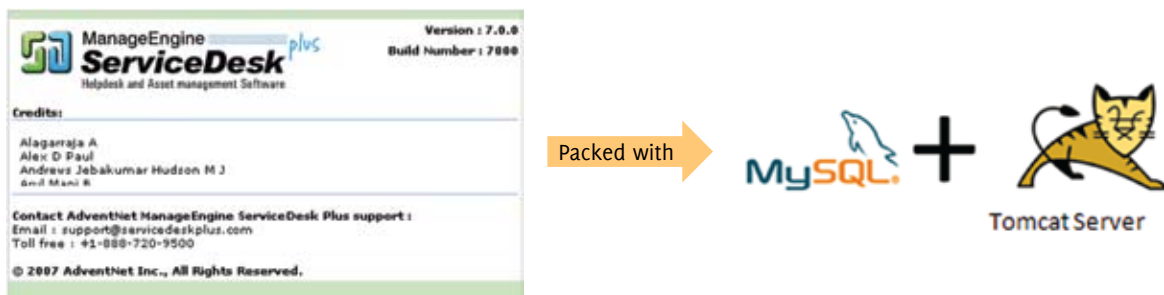 ManageEngine
ServiceDesk plus
Helpdesk and Asset management Software
Version : 7.0.0
Build Number : 7000
Credits:
Alagarraja A
Alex D Paul
Andrews Jebakumar Hudson M J
Anil Mani B
Contact AdventNet ManageEngine ServiceDesk Plus support :
Email : support@servicedeskplus.com
Toll free : +1-888-720-9500
© 2007 AdventNet Inc., All Rights Reserved.
Packed with
MySQL®
+
Tomcat Server